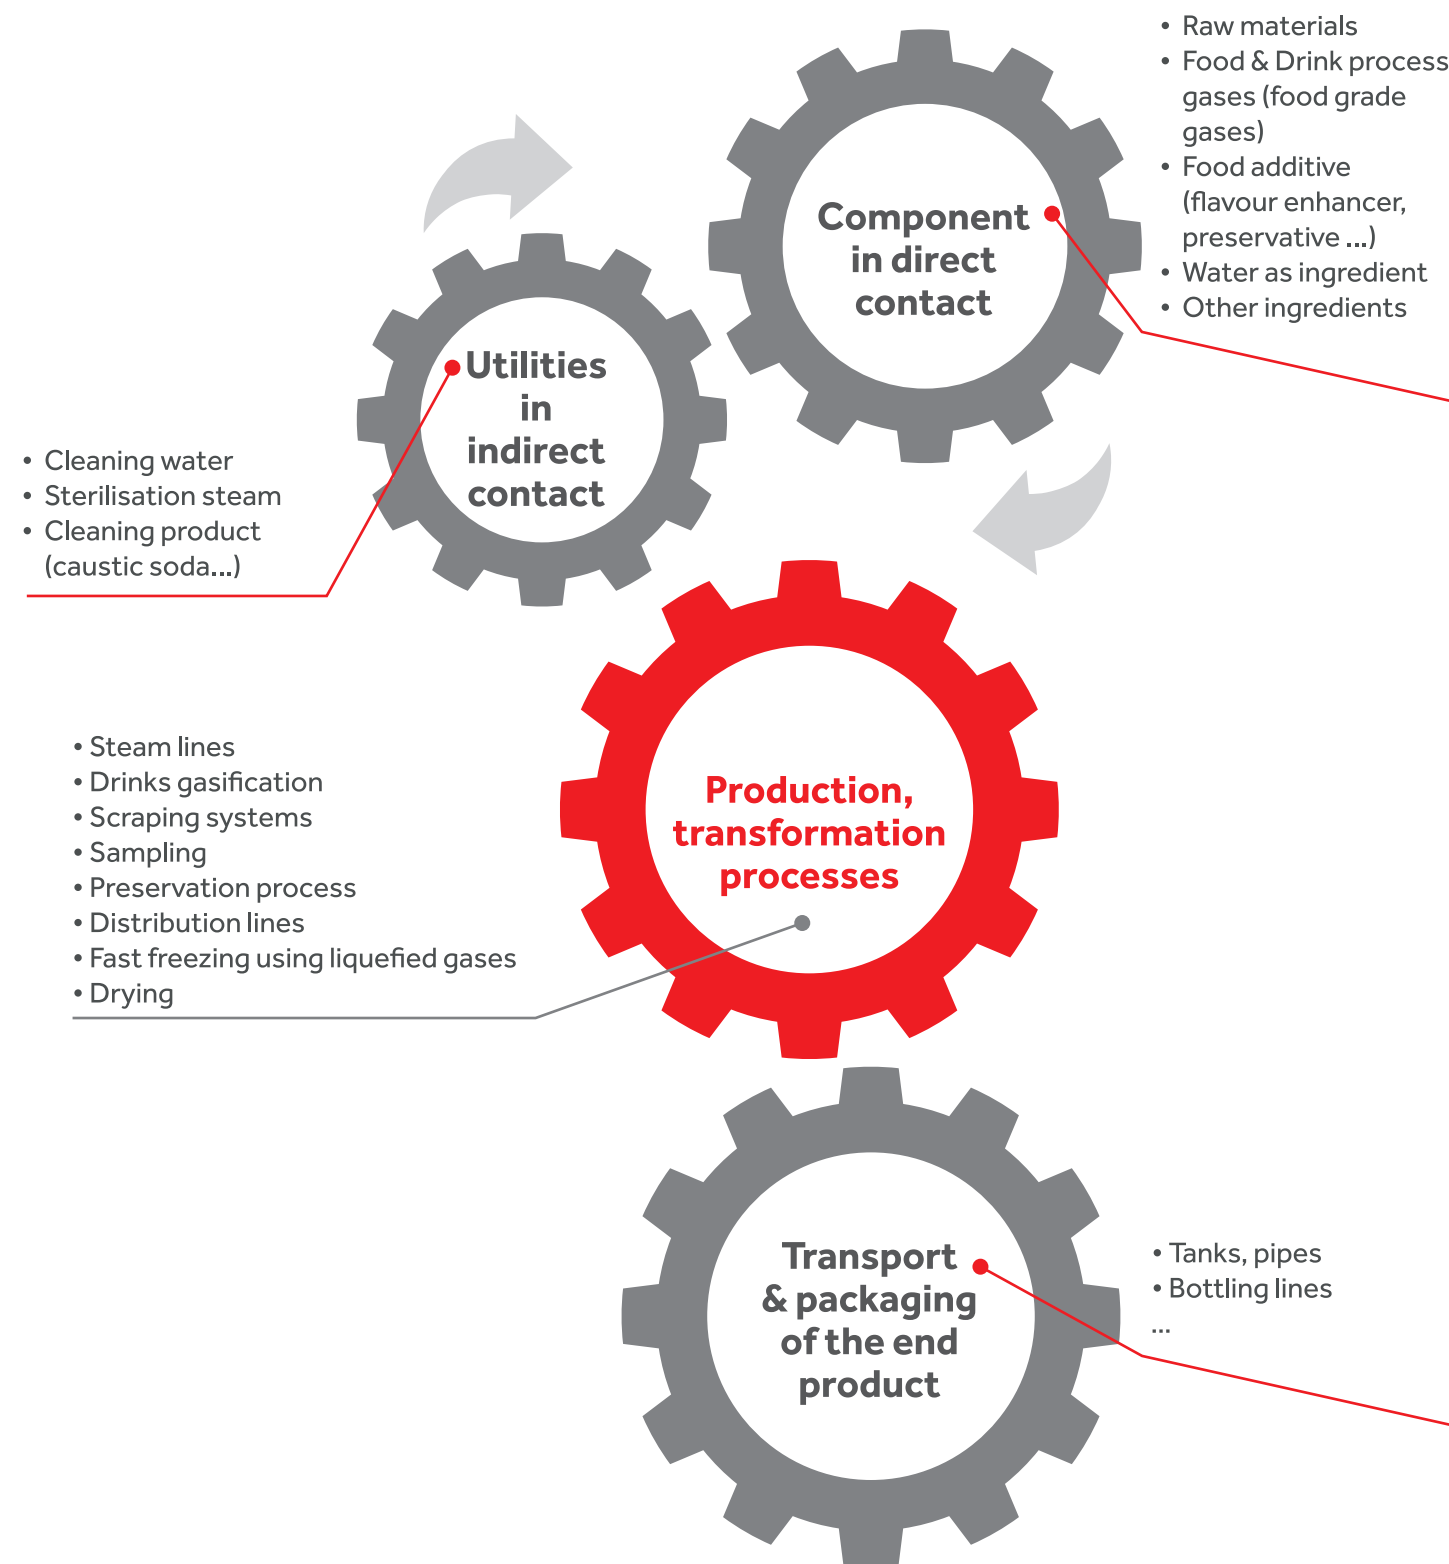 • Raw materials
• Food & Drink process
gases (food grade
gases)
• Food additive
(flavour enhancer,
preservative ...)
• Water as ingredient
• Other ingredients
Component
in direct
contact
Utilities
in
indirect
contact
• Cleaning water
• Sterilisation steam
• Cleaning product
(caustic soda...)
Production,
transformation
processes
• Steam lines
• Drinks gasification
• Scraping systems
• Sampling
• Preservation process
• Distribution lines
• Fast freezing using liquefied gases
• Drying
Transport
& packaging
of the end
product
• Tanks, pipes
• Bottling lines
...